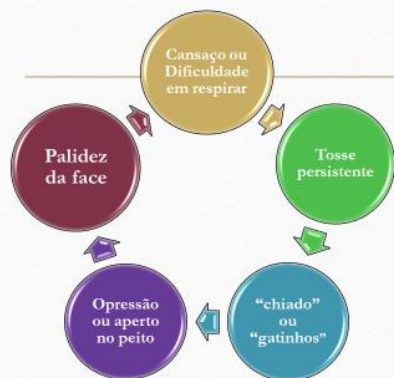 Cansaço ou
Dificuldade
em respirar
Tosse
persistente
“chiado”
ou
“gatinhos”
Opressão
ou aperto
no peito
Palidez
da face